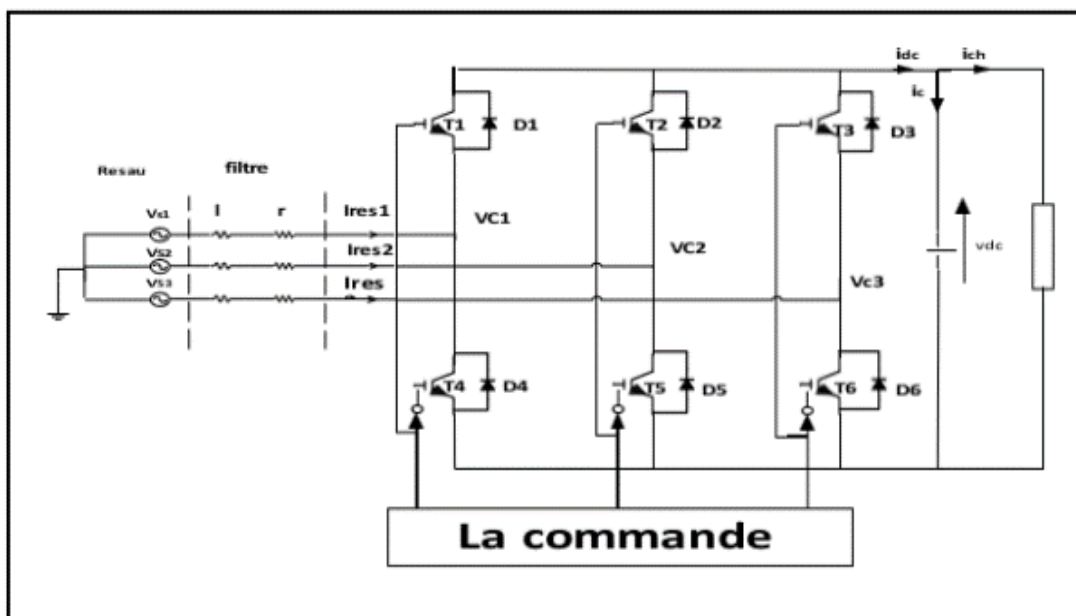 idc ich
ic
T1 D1 T2 D2 T3 D3
Resau filtre
Vs1 l r Ires1 VC1
VS2 Ires2 VC2
VS3 Ires Vc3
vdc
T4 D4 T5 D5 T6 D6
La commande